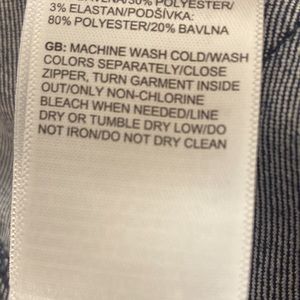 POLYESTER/
3% ELASTAN/PODŠÍVKA:
80% POLYESTER/20% BAVLNA
GB: MACHINE WASH COLD/WASH
COLORS SEPARATELY/CLOSE
ZIPPER, TURN GARMENT INSIDE
OUT/ONLY NON-CHLORINE
BLEACH WHEN NEEDED/LINE
DRY OR TUMBLE DRY LOW/DO
NOT IRON/DO NOT DRY CLEAN